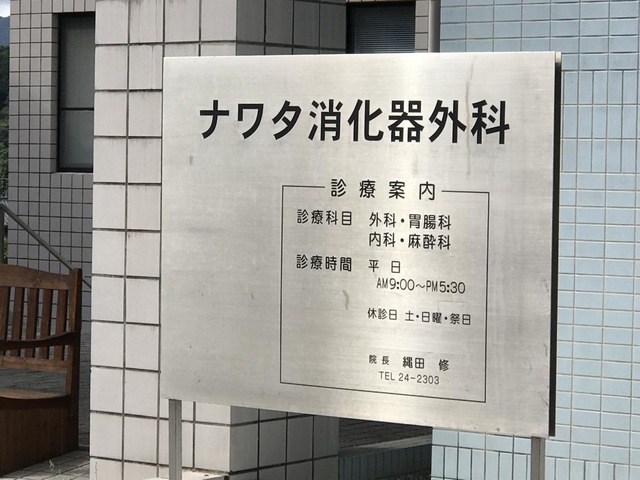 ナワタ消化器外科
診療案内
診療科目 外科・胃腸科
内科・麻酔科
診療時間 平日
AM9:00〜PM5:30
休診日 土・日曜・祭日
院長 縄田 修
TEL 24-2303